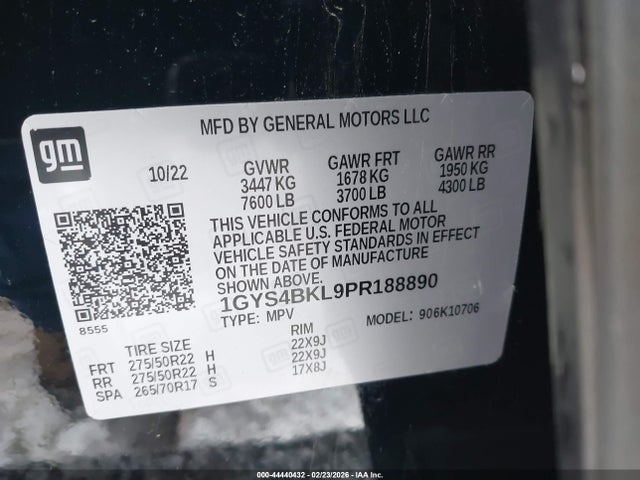 gm
MFD BY GENERAL MOTORS LLC
10/22
GVWR
3447 KG
7600 LB
GAWR FRT
1678 KG
3700 LB
GAWR RR
1950 KG
4300 LB
THIS VEHICLE CONFORMS TO ALL
APPLICABLE U.S. FEDERAL MOTOR
VEHICLE SAFETY STANDARDS IN EFFECT
ON THE DATE OF MANUFACTURE
SHOWN ABOVE.
1GYS4BKL9PR188890
8555
TYPE: MPV
MODEL: 906K10706
TIRE SIZE
RIM
FRT 275/50R22 H 22X9J
RR 275/50R22 H 22X9J
SPA 265/70R17 S 17X8J
000-44440432 - 02/23/2026 - IAA Inc.